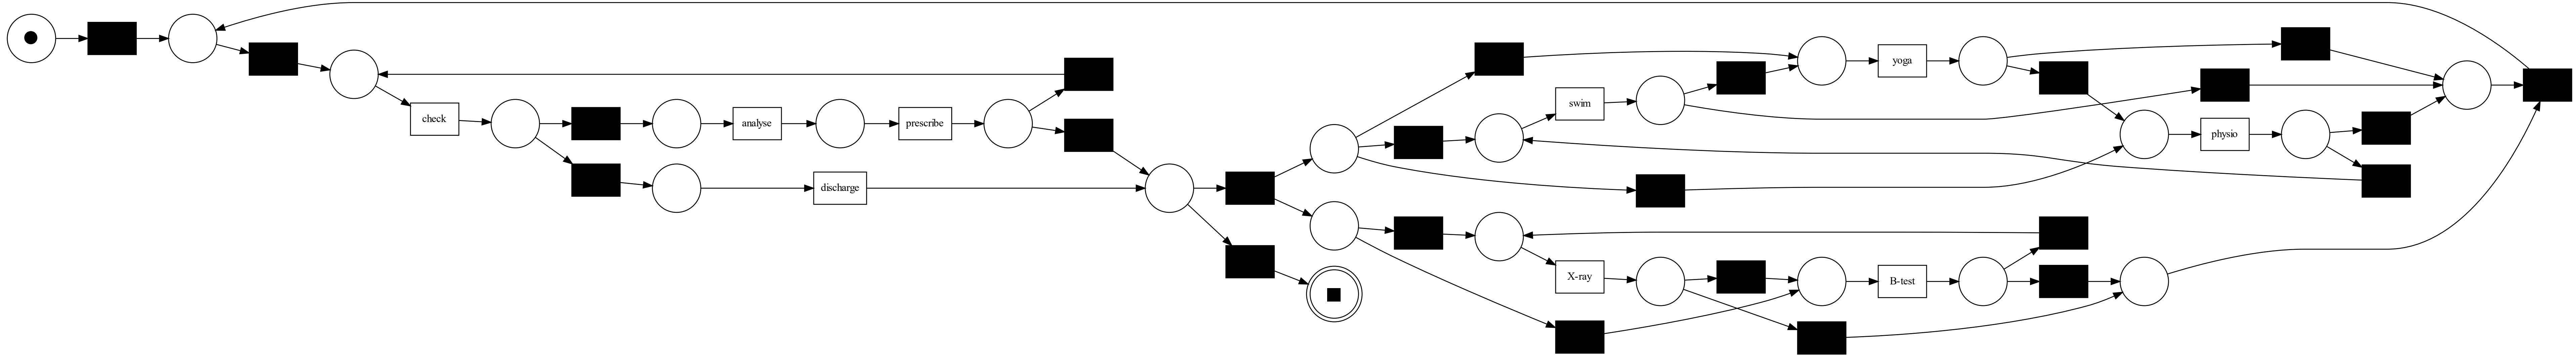 check
analyse
prescribe
discharge
swim
yoga
physio
X-ray
B-test